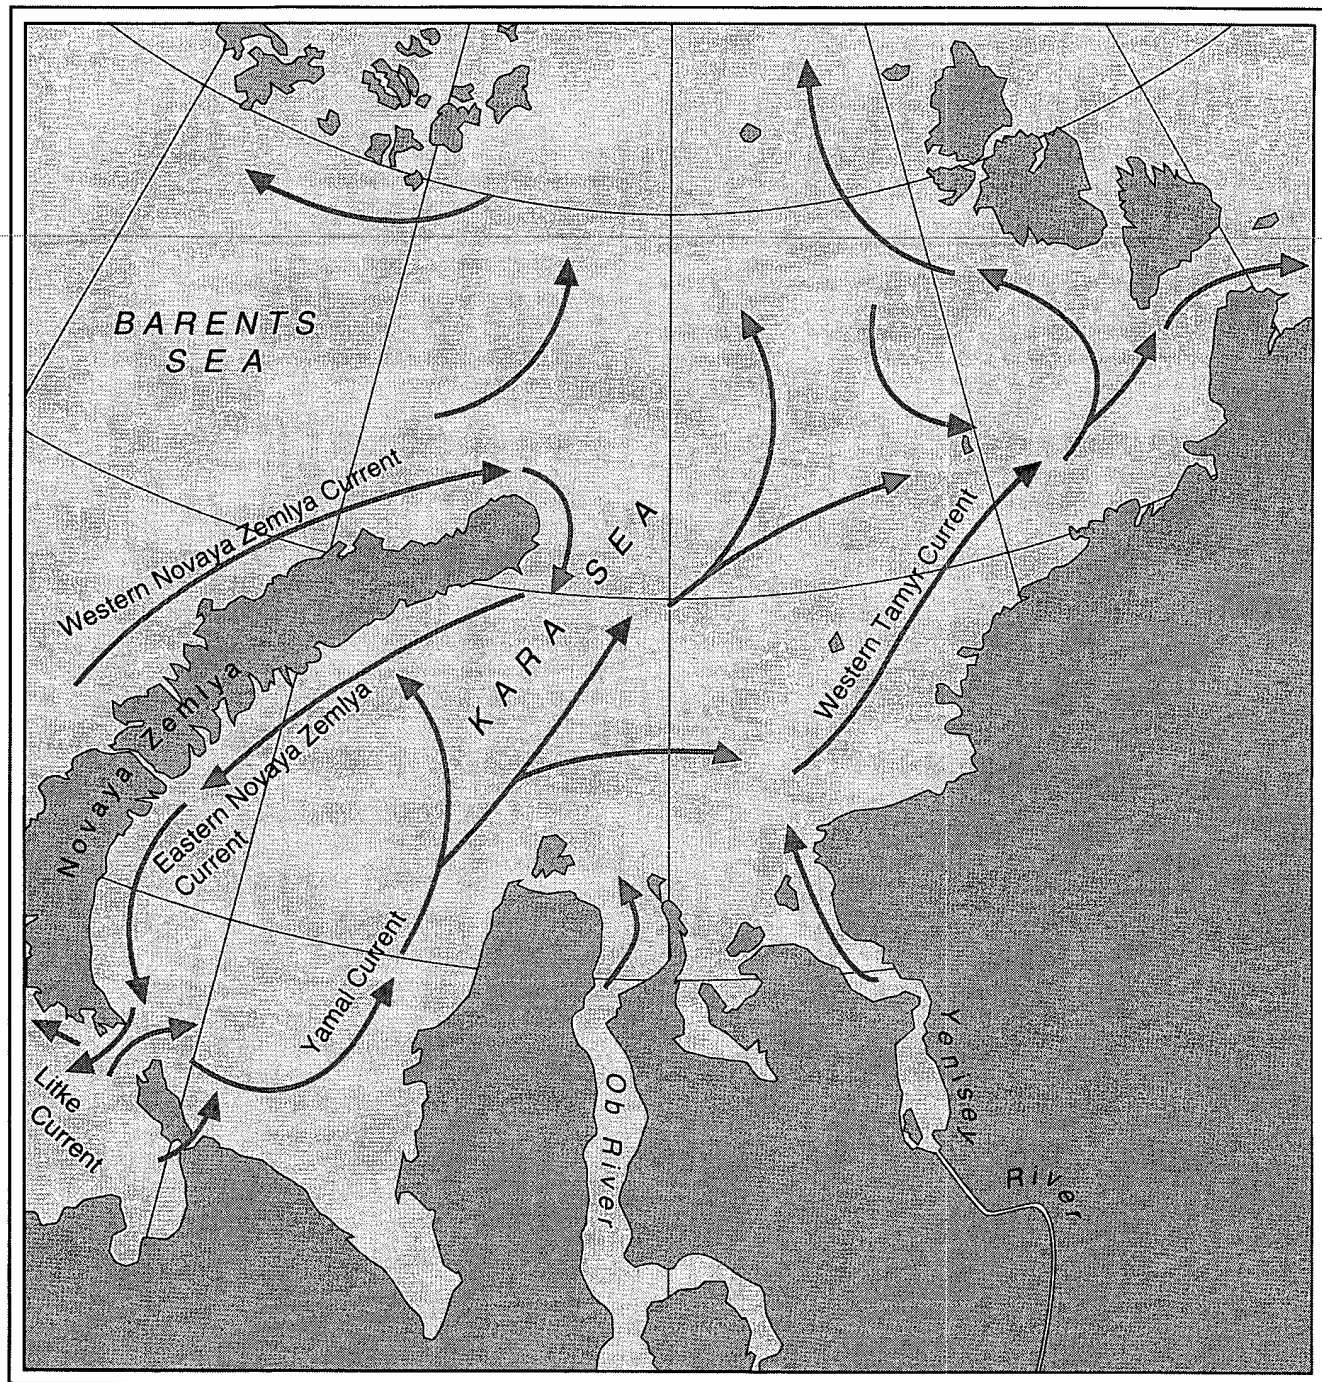 BARENTS
SEA
Western Novaya Zemlya Current
KARA SEA
Novaya Zemlya
Eastern Novaya Zemlya
Current
Western Tamyr Current
Yamal Current
Litke
Current
Ob River
Yenisey River